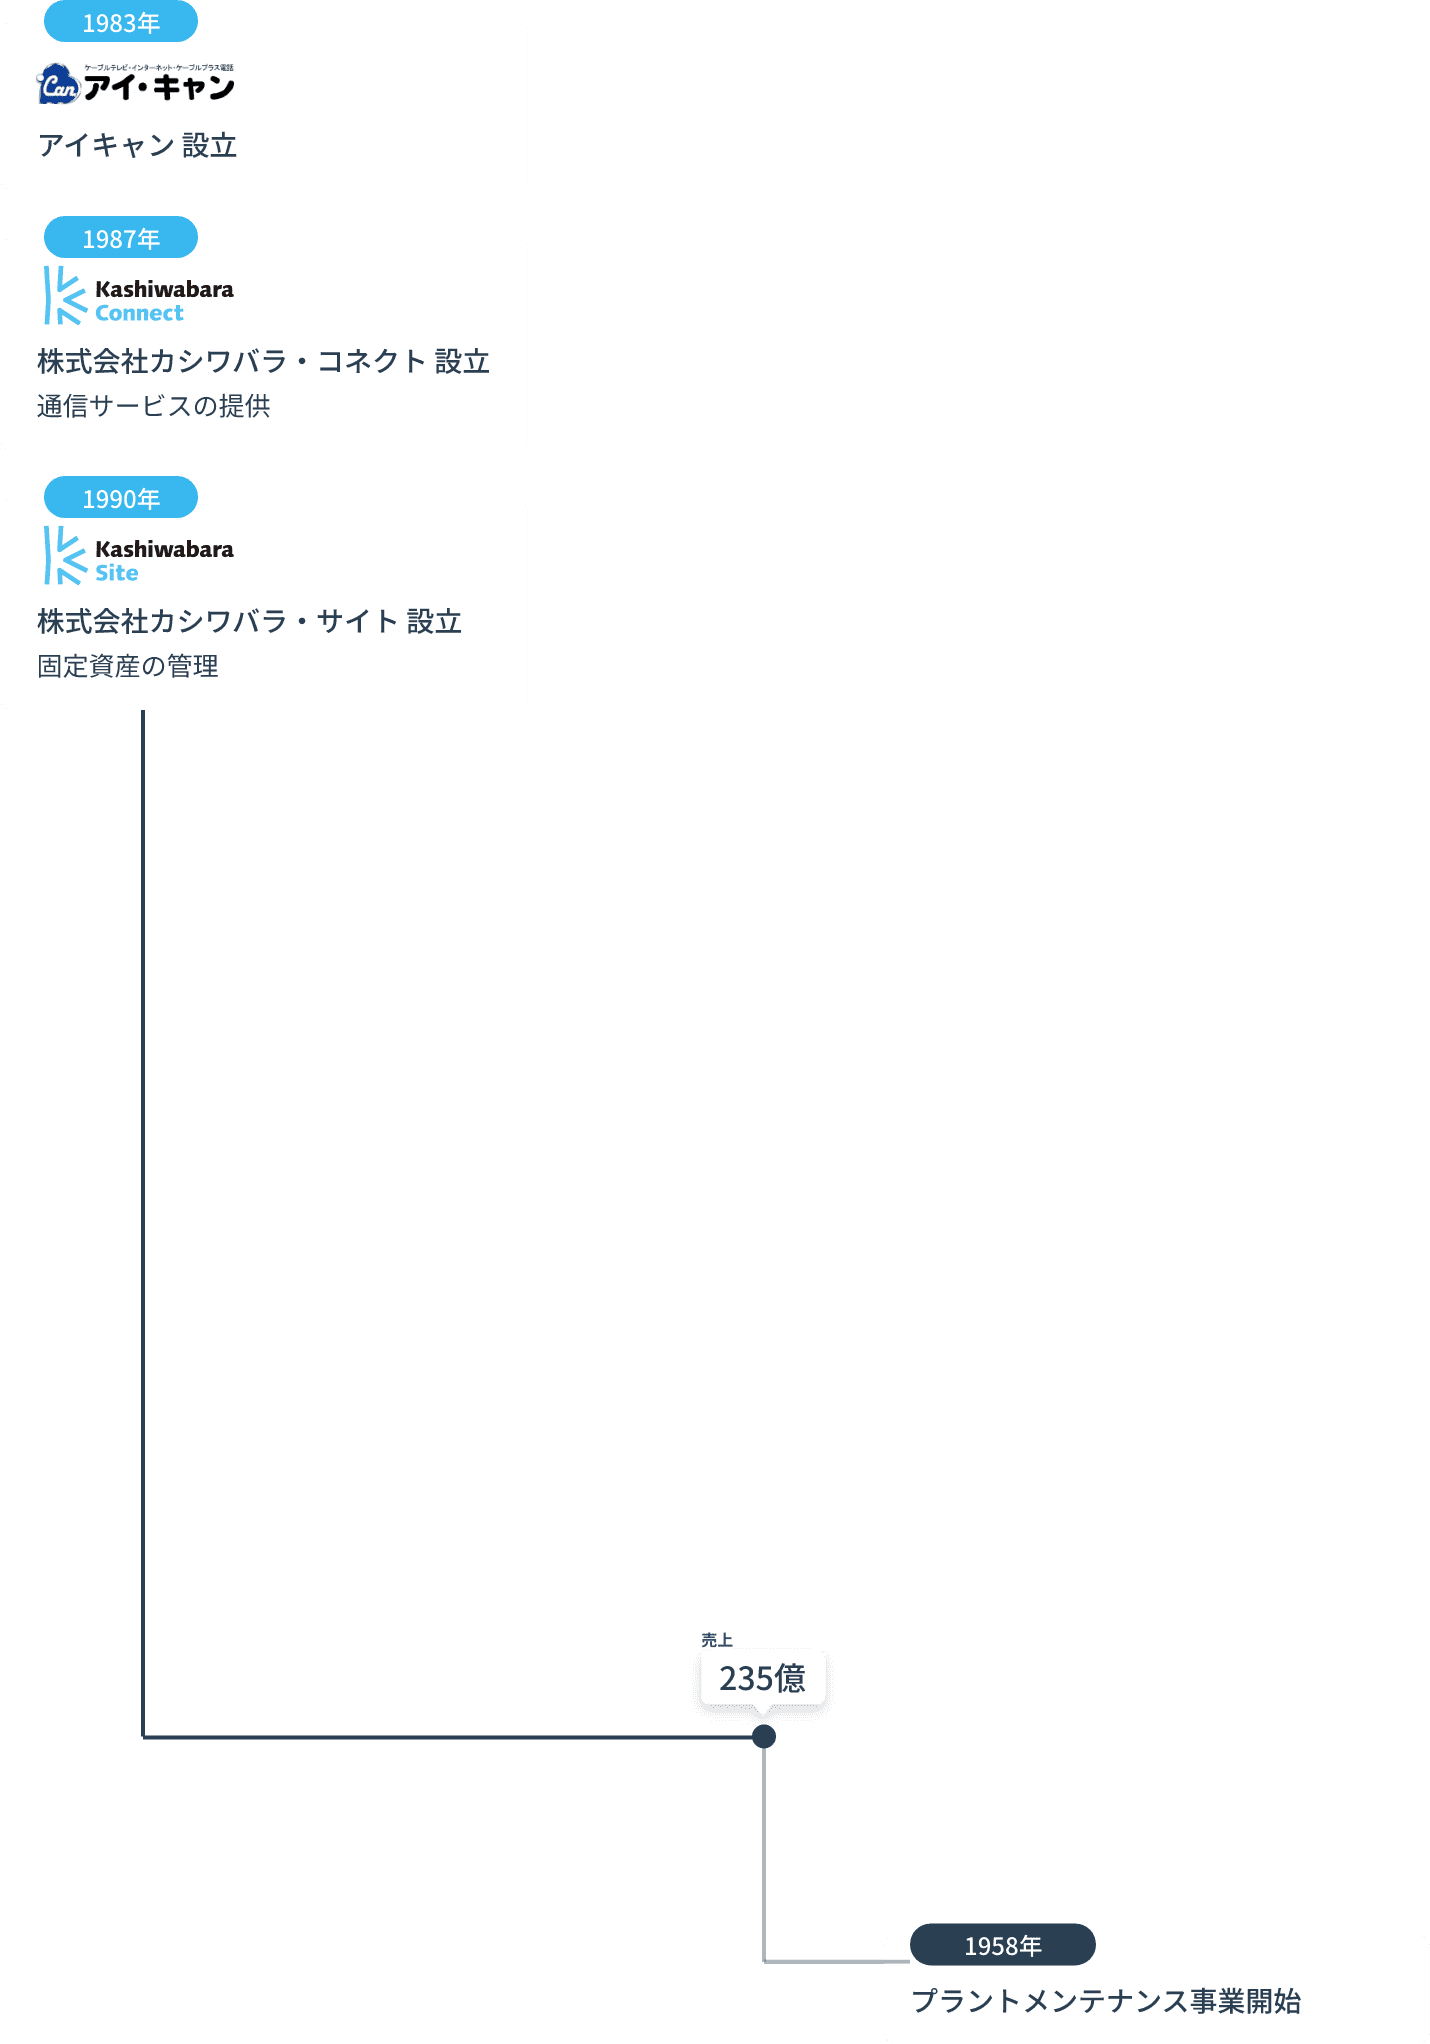 1983年
ケーブルテレビ・インターネット・ケーブルプラス電話
Can アイ・キャン
アイキャン 設立
1987年
Kashiwabara
Connect
株式会社カシワバラ・コネクト 設立
通信サービスの提供
1990年
Kashiwabara
Site
株式会社カシワバラ・サイト 設立
固定資産の管理
売上
235億
1958年
プラントメンテナンス事業開始